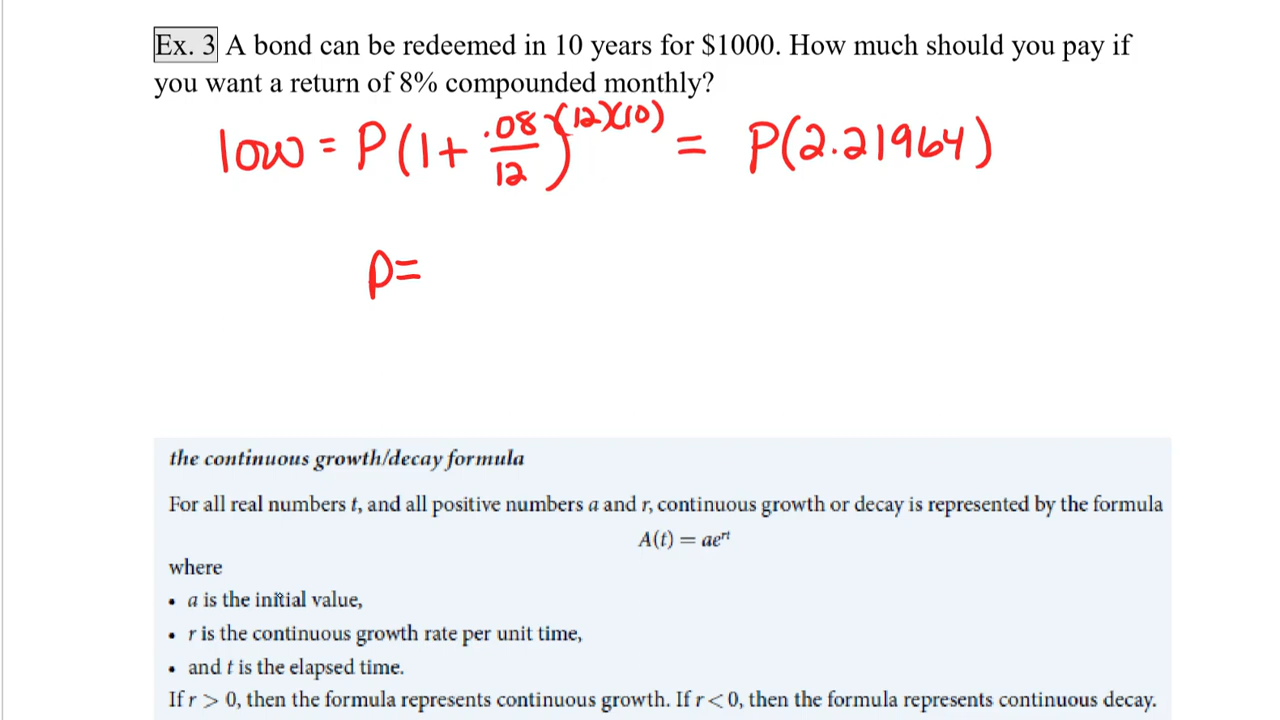 Ex. 3 A bond can be redeemed in 10 years for $1000. How much should you pay if
you want a return of 8% compounded monthly?
1000 = P(1 + .08/12)^(12)(10) = P(2.21964)
P=
the continuous growth/decay formula
For all real numbers t, and all positive numbers a and r, continuous growth or decay is represented by the formula
A(t) = ae^rt
where
• a is the initial value,
• r is the continuous growth rate per unit time,
• and t is the elapsed time.
If r > 0, then the formula represents continuous growth. If r < 0, then the formula represents continuous decay.